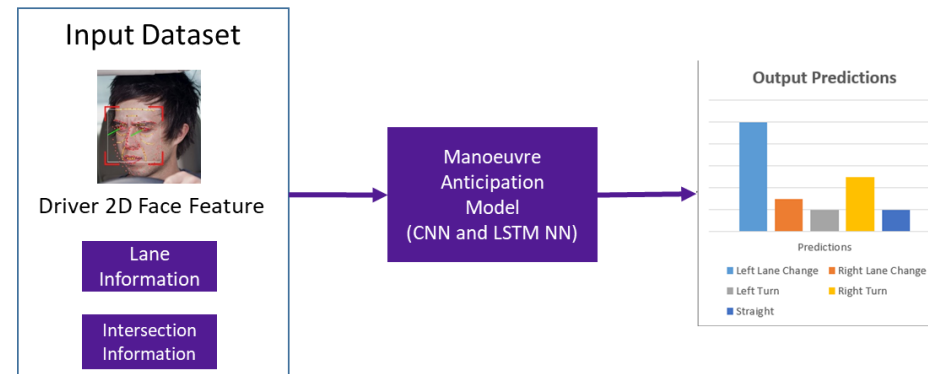 Input Dataset
Driver 2D Face Feature
Lane
Information
Intersection
Information
Manoeuvre
Anticipation
Model
(CNN and LSTM NN)
Output Predictions
Predictions
Left Lane Change Right Lane Change
Left Turn Right Turn
Straight